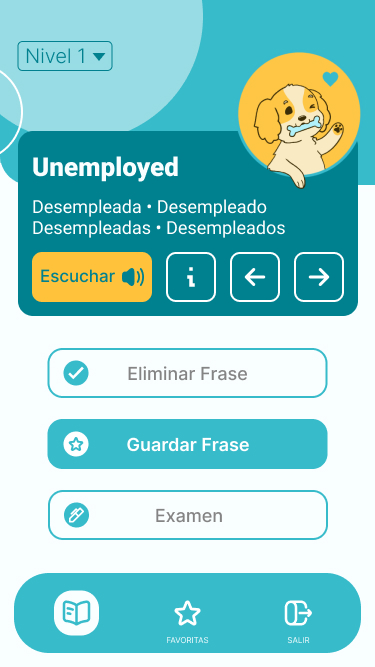 Nivel 1
Unemployed
Desempleada • Desempleado
Desempleadas • Desempleados
Escuchar
Eliminar Frase
Guardar Frase
Examen
FAVORITAS
SALIR